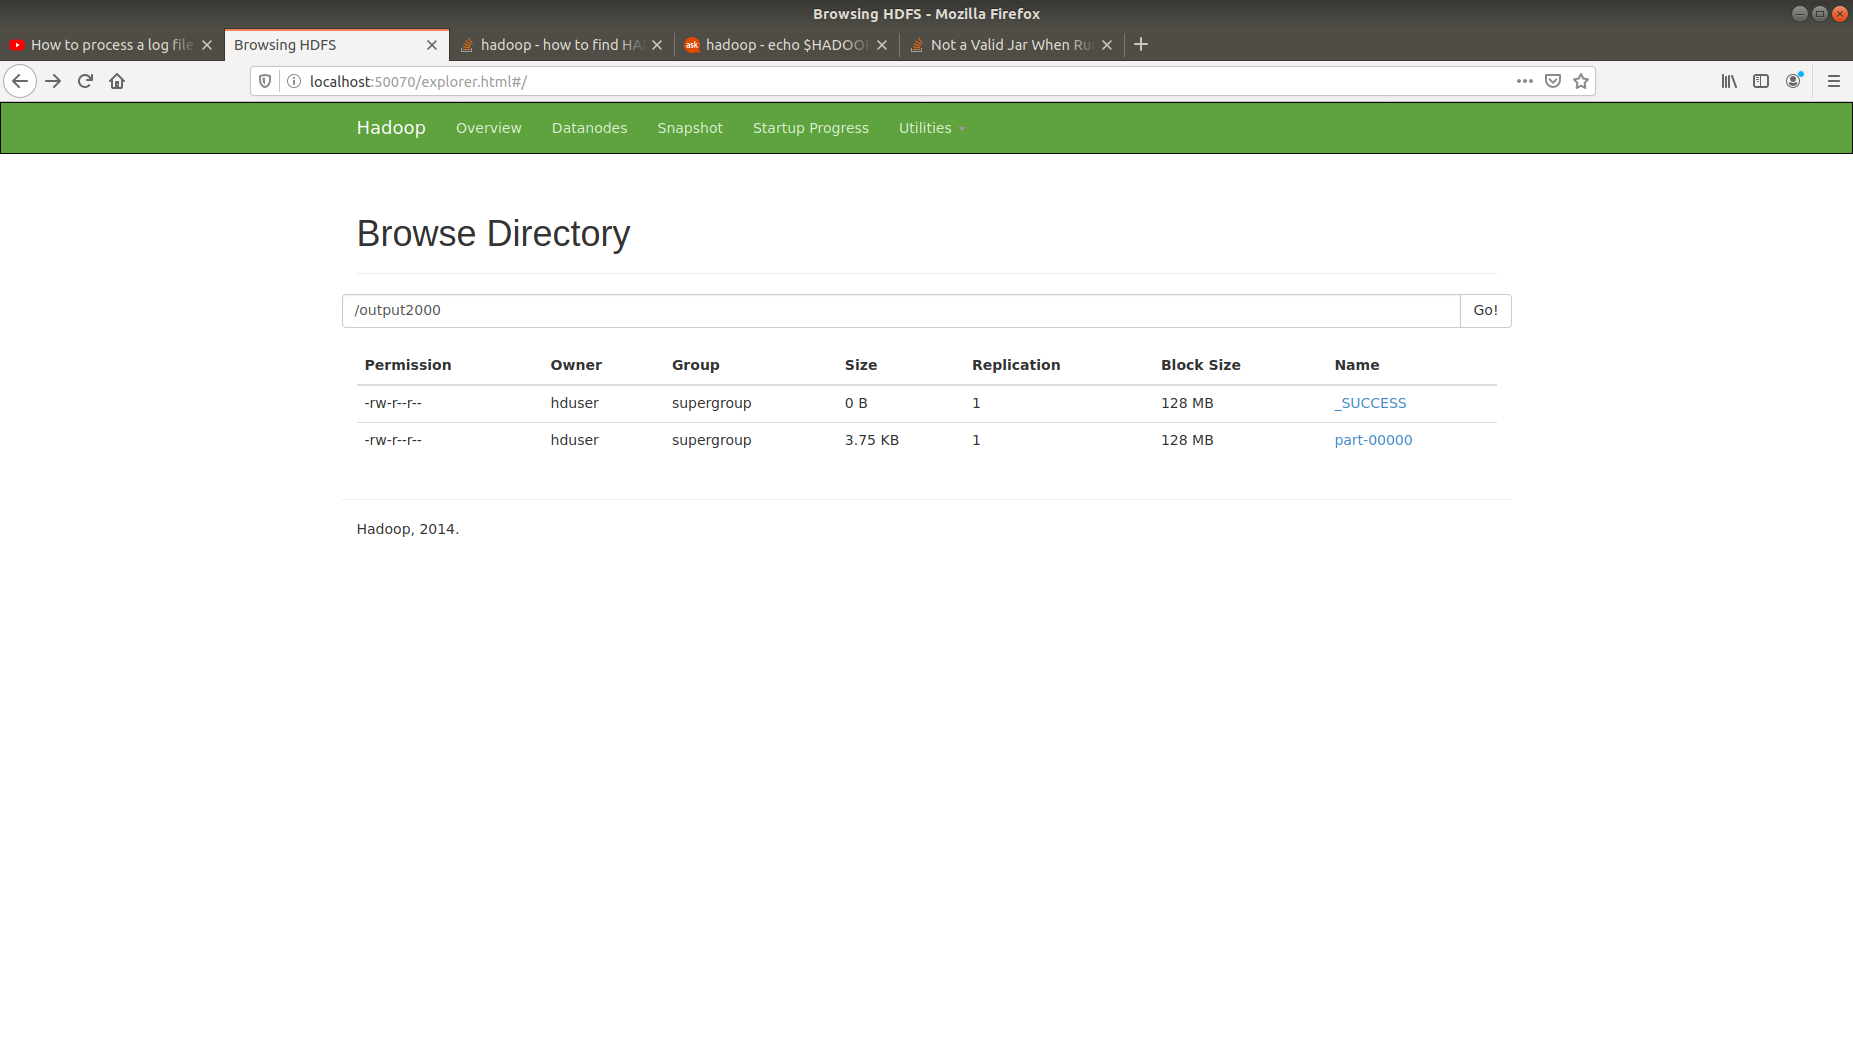 Browsing HDFS - Mozilla Firefox
How to process a log file Browsing HDFS hadoop - how to find HA hadoop - echo $HADOOP Not a Valid Jar When Ru
localhost:50070/explorer.html#/
Hadoop Overview Datanodes Snapshot Startup Progress Utilities
Browse Directory
/output2000 Go!
Permission Owner Group Size Replication Block Size Name
-rw-r--r-- hduser supergroup 0 B 1 128 MB _SUCCESS
-rw-r--r-- hduser supergroup 3.75 KB 1 128 MB part-00000
Hadoop, 2014.